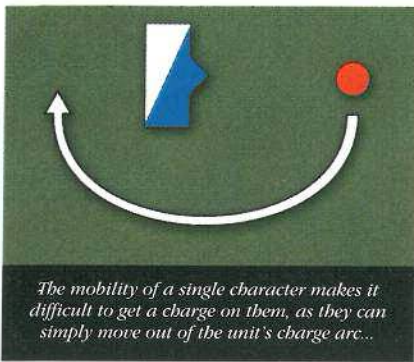 The mobility of a single character makes it
difficult to get a charge on them, as they can
simply move out of the unit's charge arc...